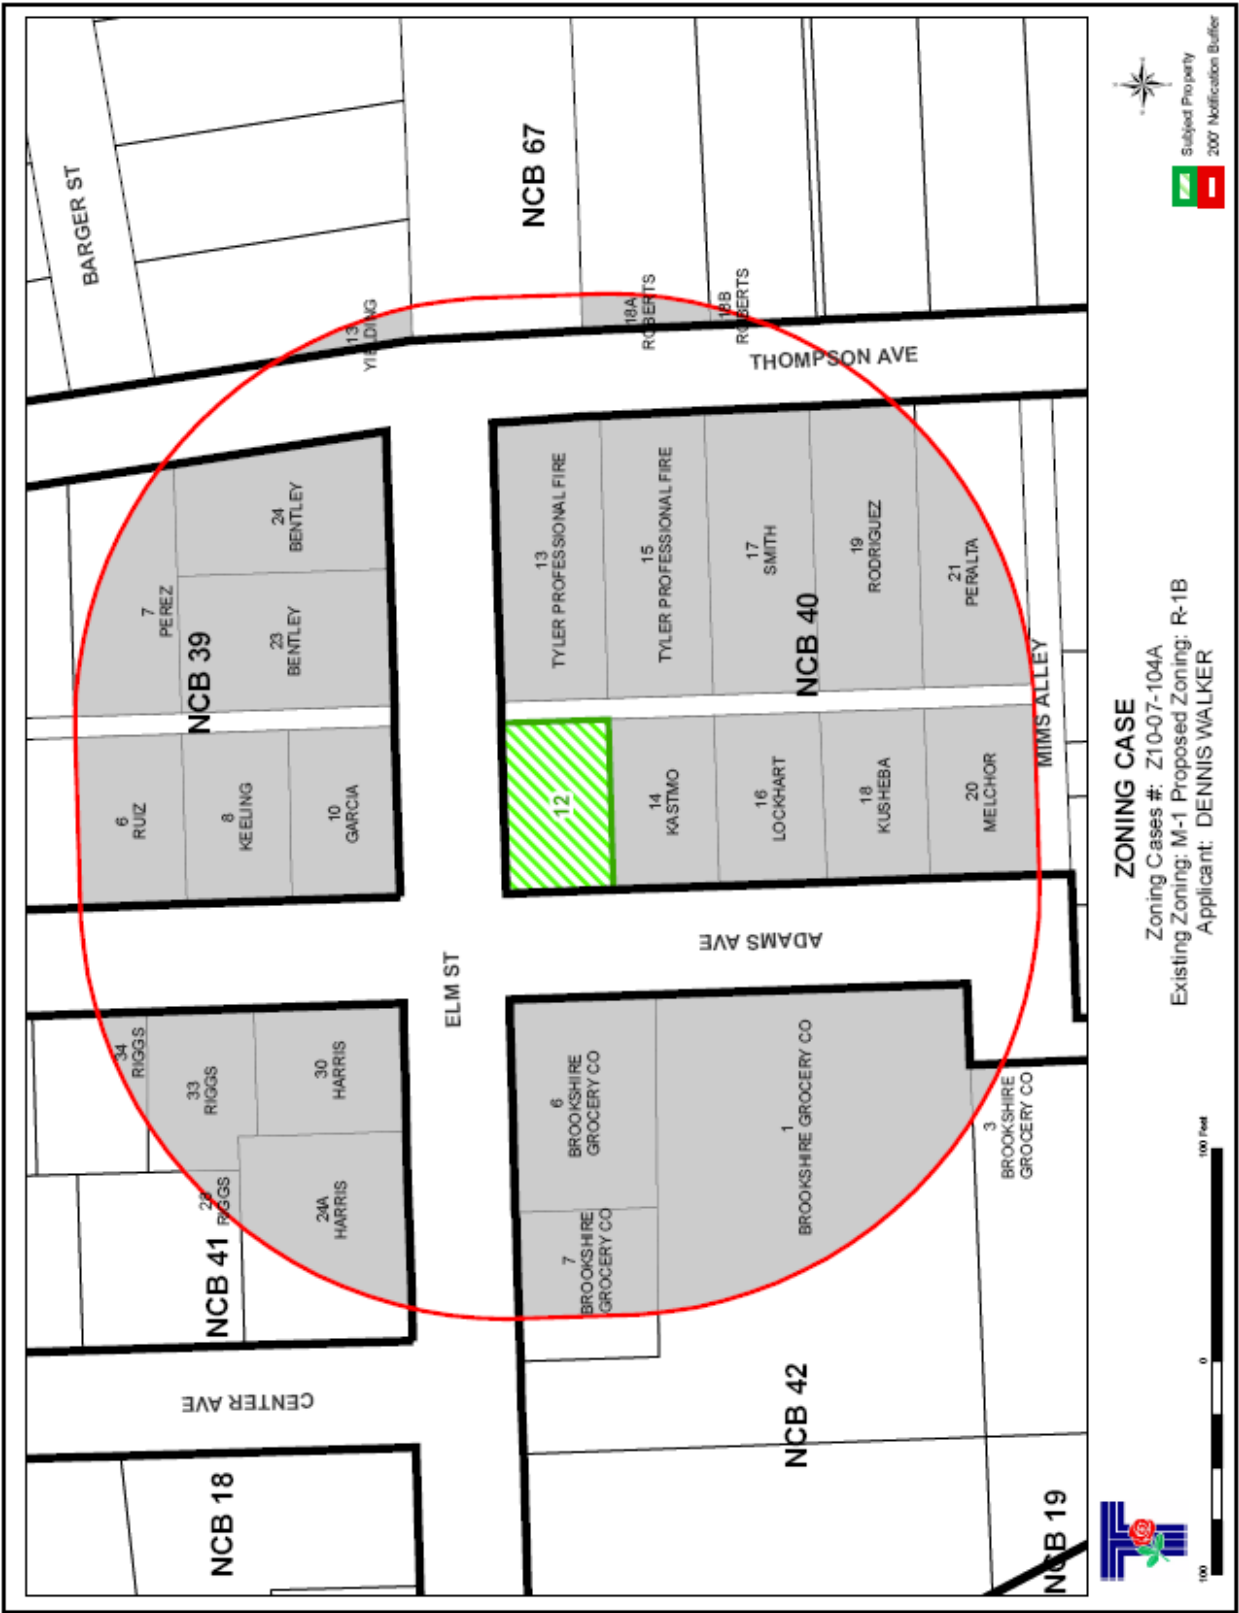 BARGER ST
NCB 67
13
YIELDING
18A
ROBERTS
18B
ROBERTS
THOMPSON AVE
7
PEREZ
24
BENTLEY
23
BENTLEY
NCB 39
6
RUIZ
8
KEELING
10
GARCIA
13
TYLER PROFESSIONAL FIRE
15
TYLER PROFESSIONAL FIRE
17
SMITH
19
RODRIGUEZ
21
PERALTA
NCB 40
12
14
KASTMO
16
LOCKHART
18
KUSHEBA
20
MELCHOR
MIMS ALLEY
ADAMS AVE
ELM ST
34
RIGGS
33
RIGGS
30
HARRIS
28
RIGGS
24A
HARRIS
NCB 41
6
BROOKSHIRE
GROCERY CO
7
BROOKSHIRE
GROCERY CO
1
BROOKSHIRE GROCERY CO
3
BROOKSHIRE
GROCERY CO
CENTER AVE
NCB 42
NCB 18
NCB 19
ZONING CASE
Zoning Cases #: Z10-07-104A
Existing Zoning: M-1 Proposed Zoning: R-1B
Applicant: DENNIS WALKER
Subject Property
200' Notification Buffer
100 0 100 Feet